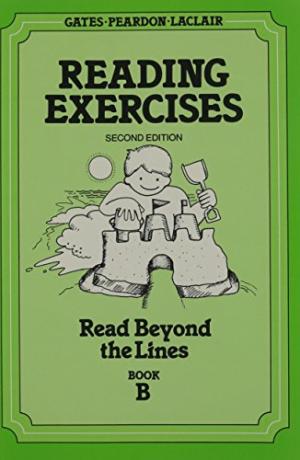 GATES·PEARDON·LACLAIR
READING
EXERCISES
SECOND EDITION
Read Beyond
the Lines
BOOK
B